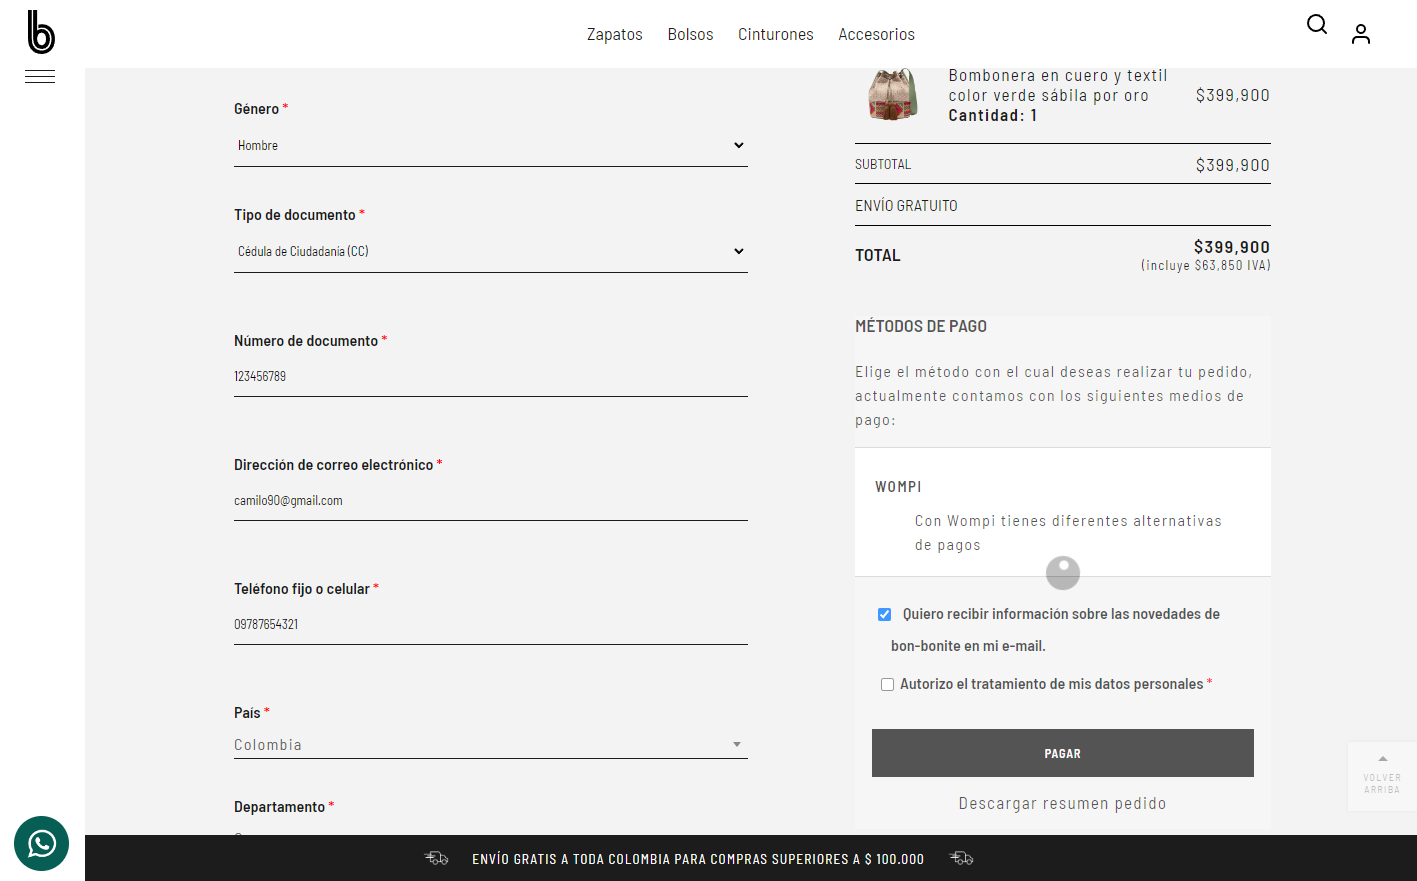 b
Zapatos Bolsos Cinturones Accesorios
Género *
Hombre
Tipo de documento *
Cédula de Ciudadanía (CC)
Número de documento *
123456789
Dirección de correo electrónico *
camilo90@gmail.com
Teléfono fijo o celular *
09787654321
País *
Colombia
Departamento *
Bombonera en cuero y textil
color verde sábila por oro
Cantidad: 1
$399,900
SUBTOTAL $399,900
ENVÍO GRATUITO
TOTAL $399,900
(incluye $63,850 IVA)
MÉTODOS DE PAGO
Elige el método con el cual deseas realizar tu pedido,
actualmente contamos con los siguientes medios de
pago:
WOMPI
Con Wompi tienes diferentes alternativas
de pagos
Quiero recibir información sobre las novedades de
bon-bonite en mi e-mail.
Autorizo el tratamiento de mis datos personales *
PAGAR
Descargar resumen pedido
VOLVER
ARRIBA
ENVÍO GRATIS A TODA COLOMBIA PARA COMPRAS SUPERIORES A $ 100.000